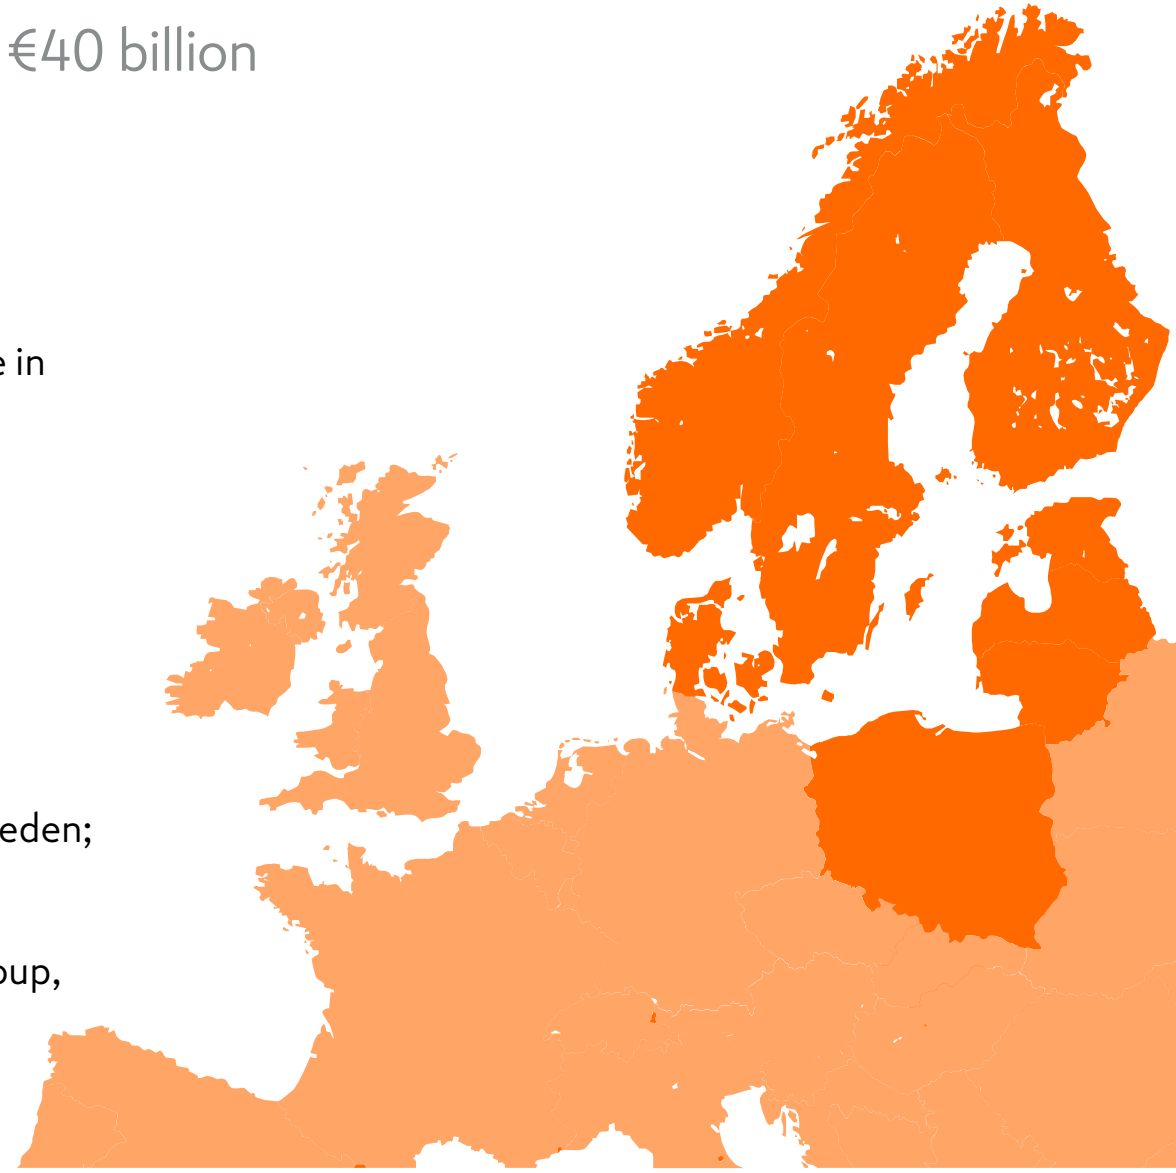 €40 billion
e in
eden;
oup,